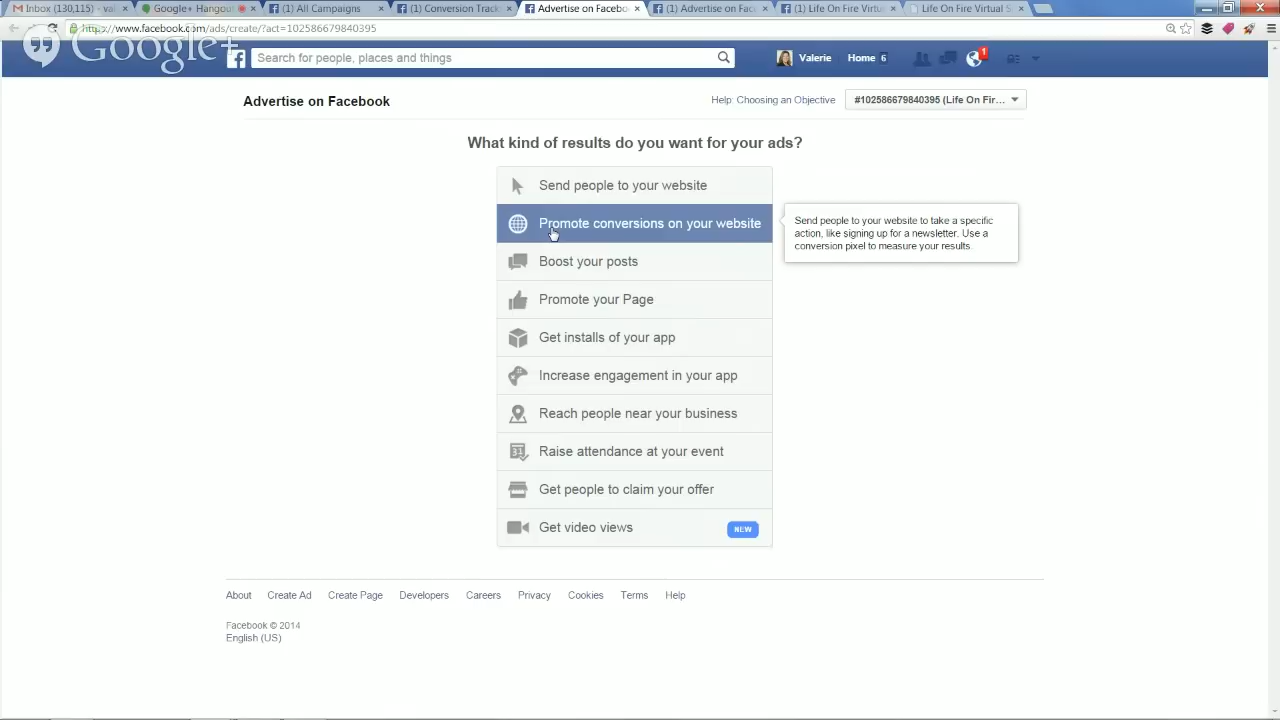 Inbox (130,115) - val
Google+ Hangout
(1) All Campaigns
(1) Conversion Track
Advertise on Facebo
(1) Advertise on Fac
(1) Life On Fire Virtu
Life On Fire Virtual S
https://www.facebook.com/ads/create/?act=102586679840395
Google+
Search for people, places and things
Valerie
Home 6
1
Advertise on Facebook
Help: Choosing an Objective
#102586679840395 (Life On Fir...
What kind of results do you want for your ads?
Send people to your website
Promote conversions on your website
Send people to your website to take a specific
action, like signing up for a newsletter. Use a
conversion pixel to measure your results.
Boost your posts
Promote your Page
Get installs of your app
Increase engagement in your app
Reach people near your business
31 Raise attendance at your event
Get people to claim your offer
Get video views
NEW
About Create Ad Create Page Developers Careers Privacy Cookies Terms Help
Facebook © 2014
English (US)